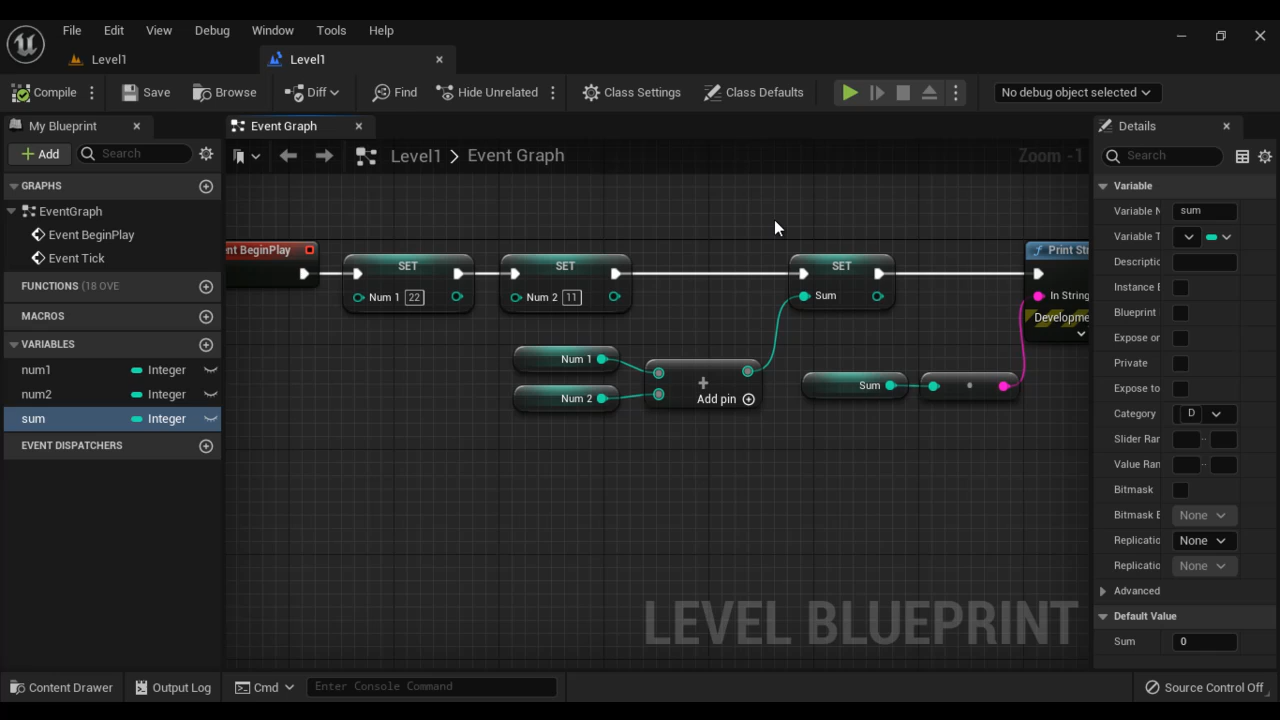 File Edit View Debug Window Tools Help
Level1 Level1
Compile Save Browse Diff Find Hide Unrelated Class Settings Class Defaults No debug object selected
My Blueprint Event Graph Details
Add Search Level1 > Event Graph Zoom -1 Search
GRAPHS Variable
EventGraph Variable N sum
Event BeginPlay Variable T
Event Tick Descriptic
FUNCTIONS (18 OVE Instance E
MACROS Blueprint
VARIABLES Expose or
num1 Integer Private
num2 Integer Expose to
sum Integer Category D
EVENT DISPATCHERS Slider Ran
Value Ran
Bitmask
Bitmask E None
Replicatic None
Replicatic None
Advanced
Default Value
Sum 0
nt BeginPlay SET SET SET Print Str
Num 1 22 Num 2 11 Sum In String
Developme
Num 1
Num 2 + Sum
Add pin
LEVEL BLUEPRINT
Content Drawer Output Log Cmd Enter Console Command Source Control Off